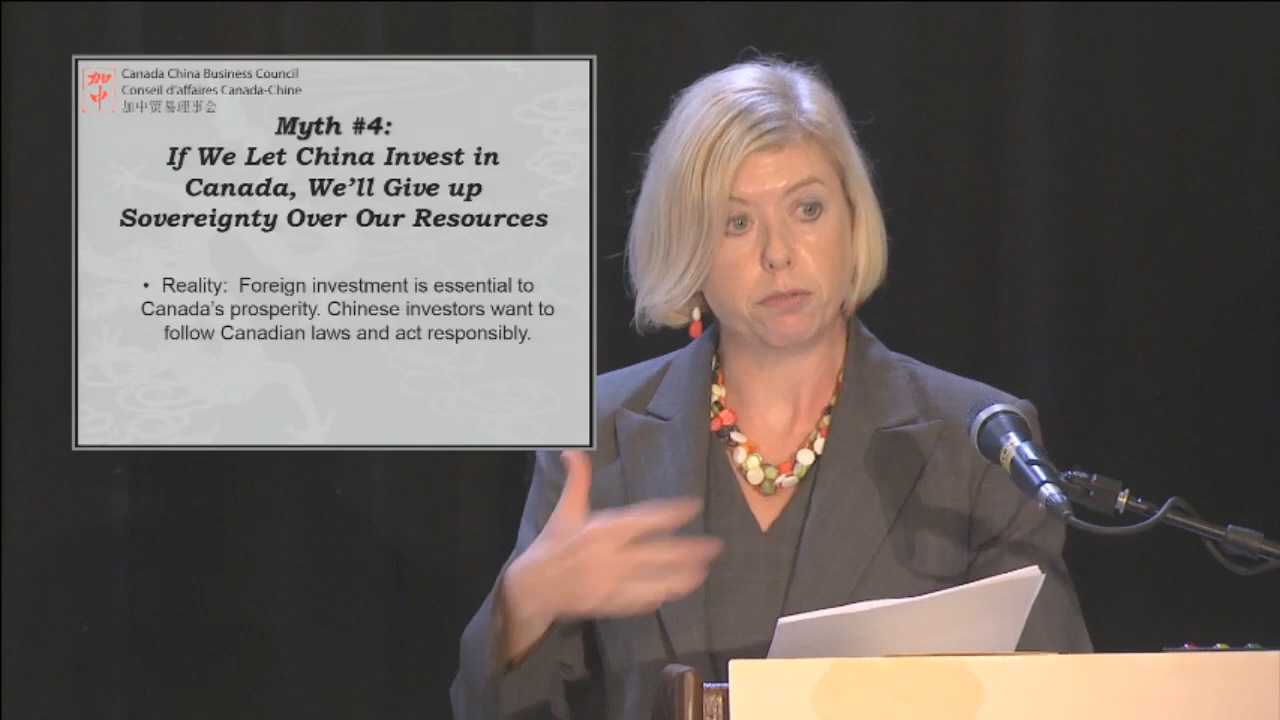 加中
Canada China Business Council
Conseil d'affaires Canada-Chine
加中贸易理事会
Myth #4:
If We Let China Invest in
Canada, We'll Give up
Sovereignty Over Our Resources
• Reality: Foreign investment is essential to
Canada's prosperity. Chinese investors want to
follow Canadian laws and act responsibly.